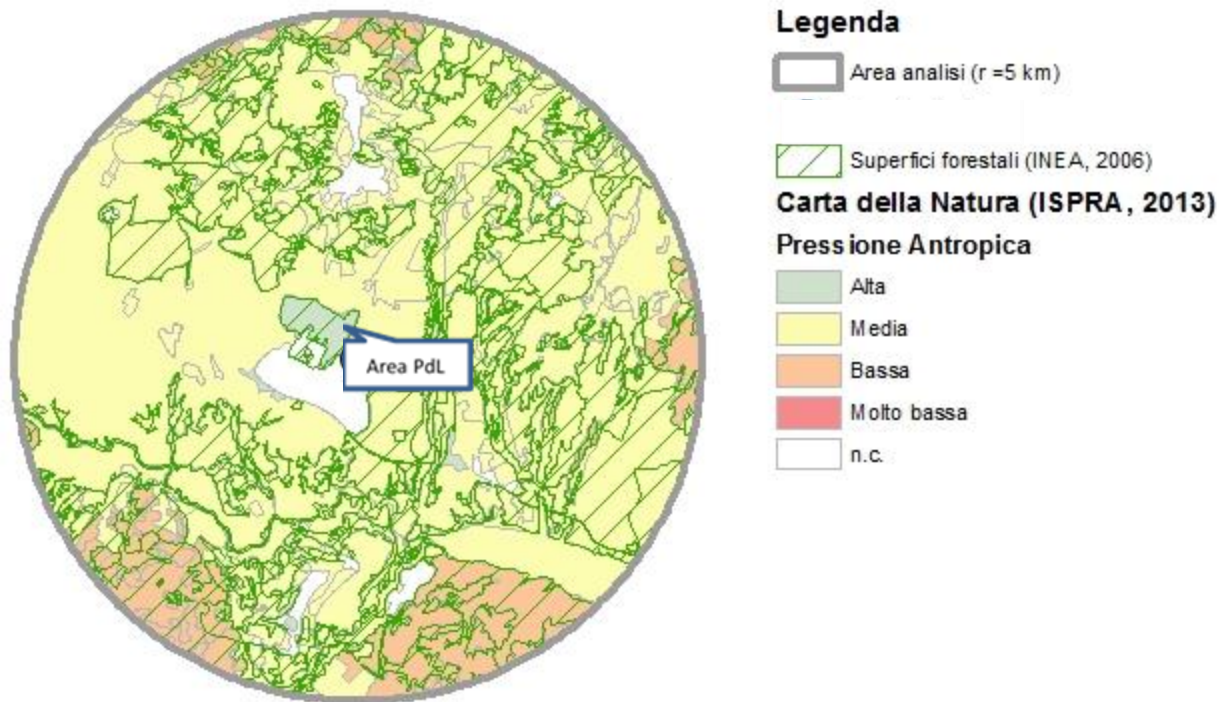 Legenda
Area analisi (r =5 km)
Superfici forestali (INEA, 2006)
Carta della Natura (ISPRA, 2013)
Pressione Antropica
Alta
Media
Bassa
Molto bassa
n.c.
Area PdL